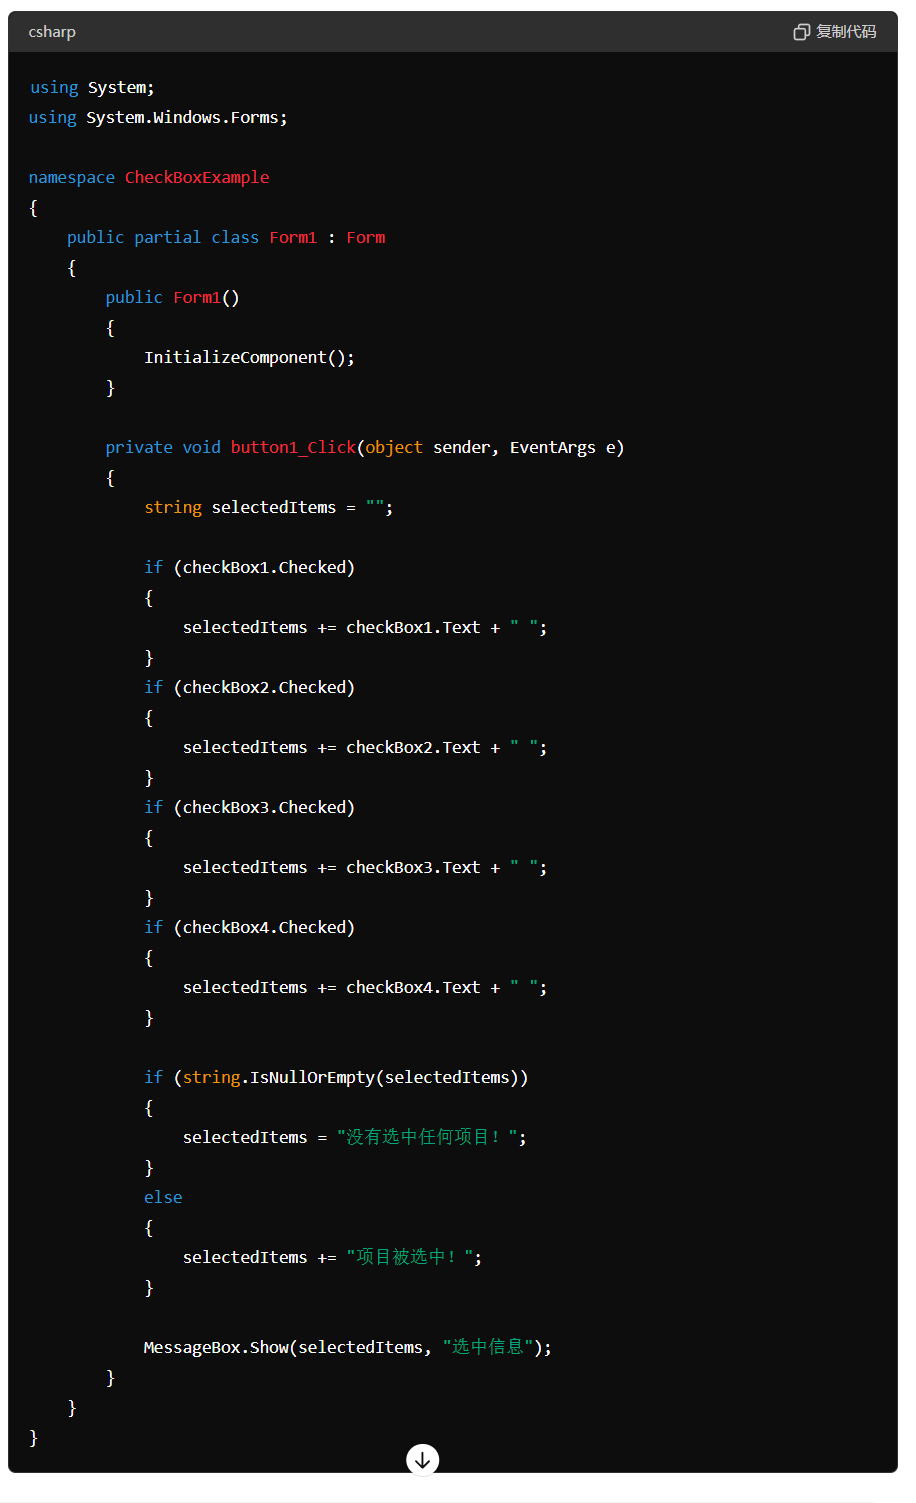 csharp
复制代码
using System;
using System.Windows.Forms;
namespace CheckBoxExample
{
public partial class Form1 : Form
{
public Form1()
{
InitializeComponent();
}
private void button1_Click(object sender, EventArgs e)
{
string selectedItems = "";
if (checkBox1.Checked)
{
selectedItems += checkBox1.Text + " ";
}
if (checkBox2.Checked)
{
selectedItems += checkBox2.Text + " ";
}
if (checkBox3.Checked)
{
selectedItems += checkBox3.Text + " ";
}
if (checkBox4.Checked)
{
selectedItems += checkBox4.Text + " ";
}
if (string.IsNullOrEmpty(selectedItems))
{
selectedItems = "没有选中任何项目！";
}
else
{
selectedItems += "项目被选中！";
}
MessageBox.Show(selectedItems, "选中信息");
}
}
}